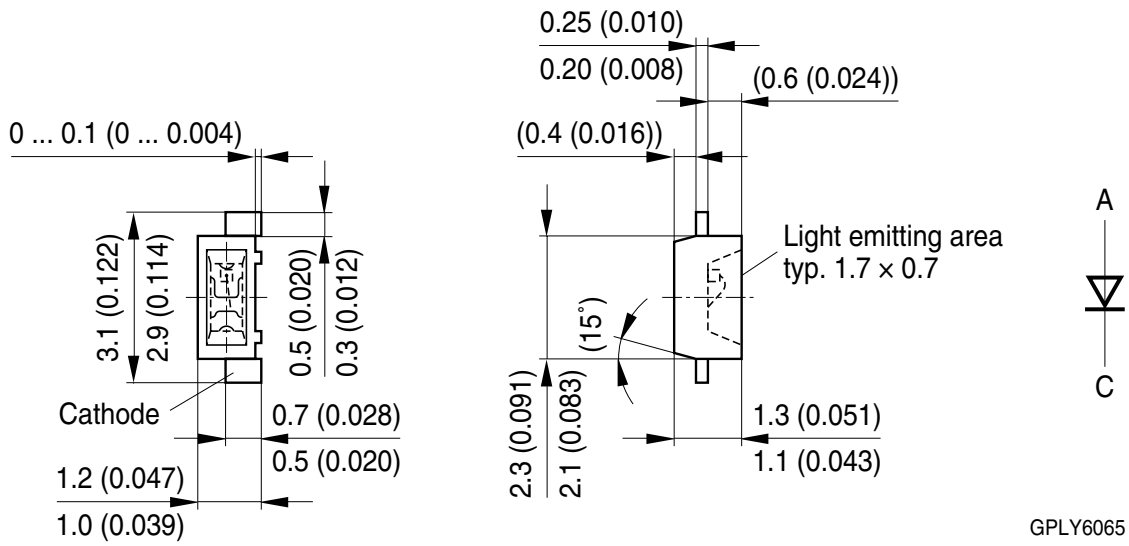 0.25 (0.010)
0.20 (0.008)
(0.6 (0.024))
0 ... 0.1 (0 ... 0.004)
(0.4 (0.016))
3.1 (0.122)
2.9 (0.114)
0.5 (0.020)
0.3 (0.012)
Cathode
0.7 (0.028)
0.5 (0.020)
1.2 (0.047)
1.0 (0.039)
Light emitting area
typ. 1.7 × 0.7
(15°)
2.3 (0.091)
2.1 (0.083)
1.3 (0.051)
1.1 (0.043)
A
C
GPLY6065